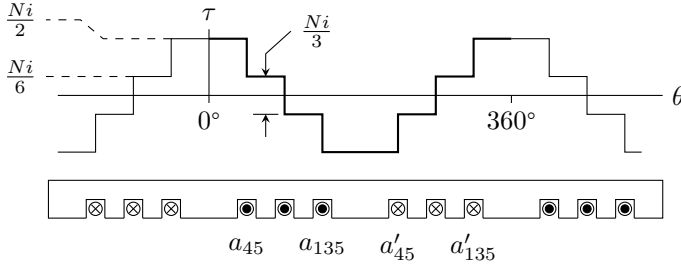 τ
Ni/2
Ni/3
Ni/6
θ
0° 360°
a₄₅ a₁₃₅ a′₄₅ a′₁₃₅